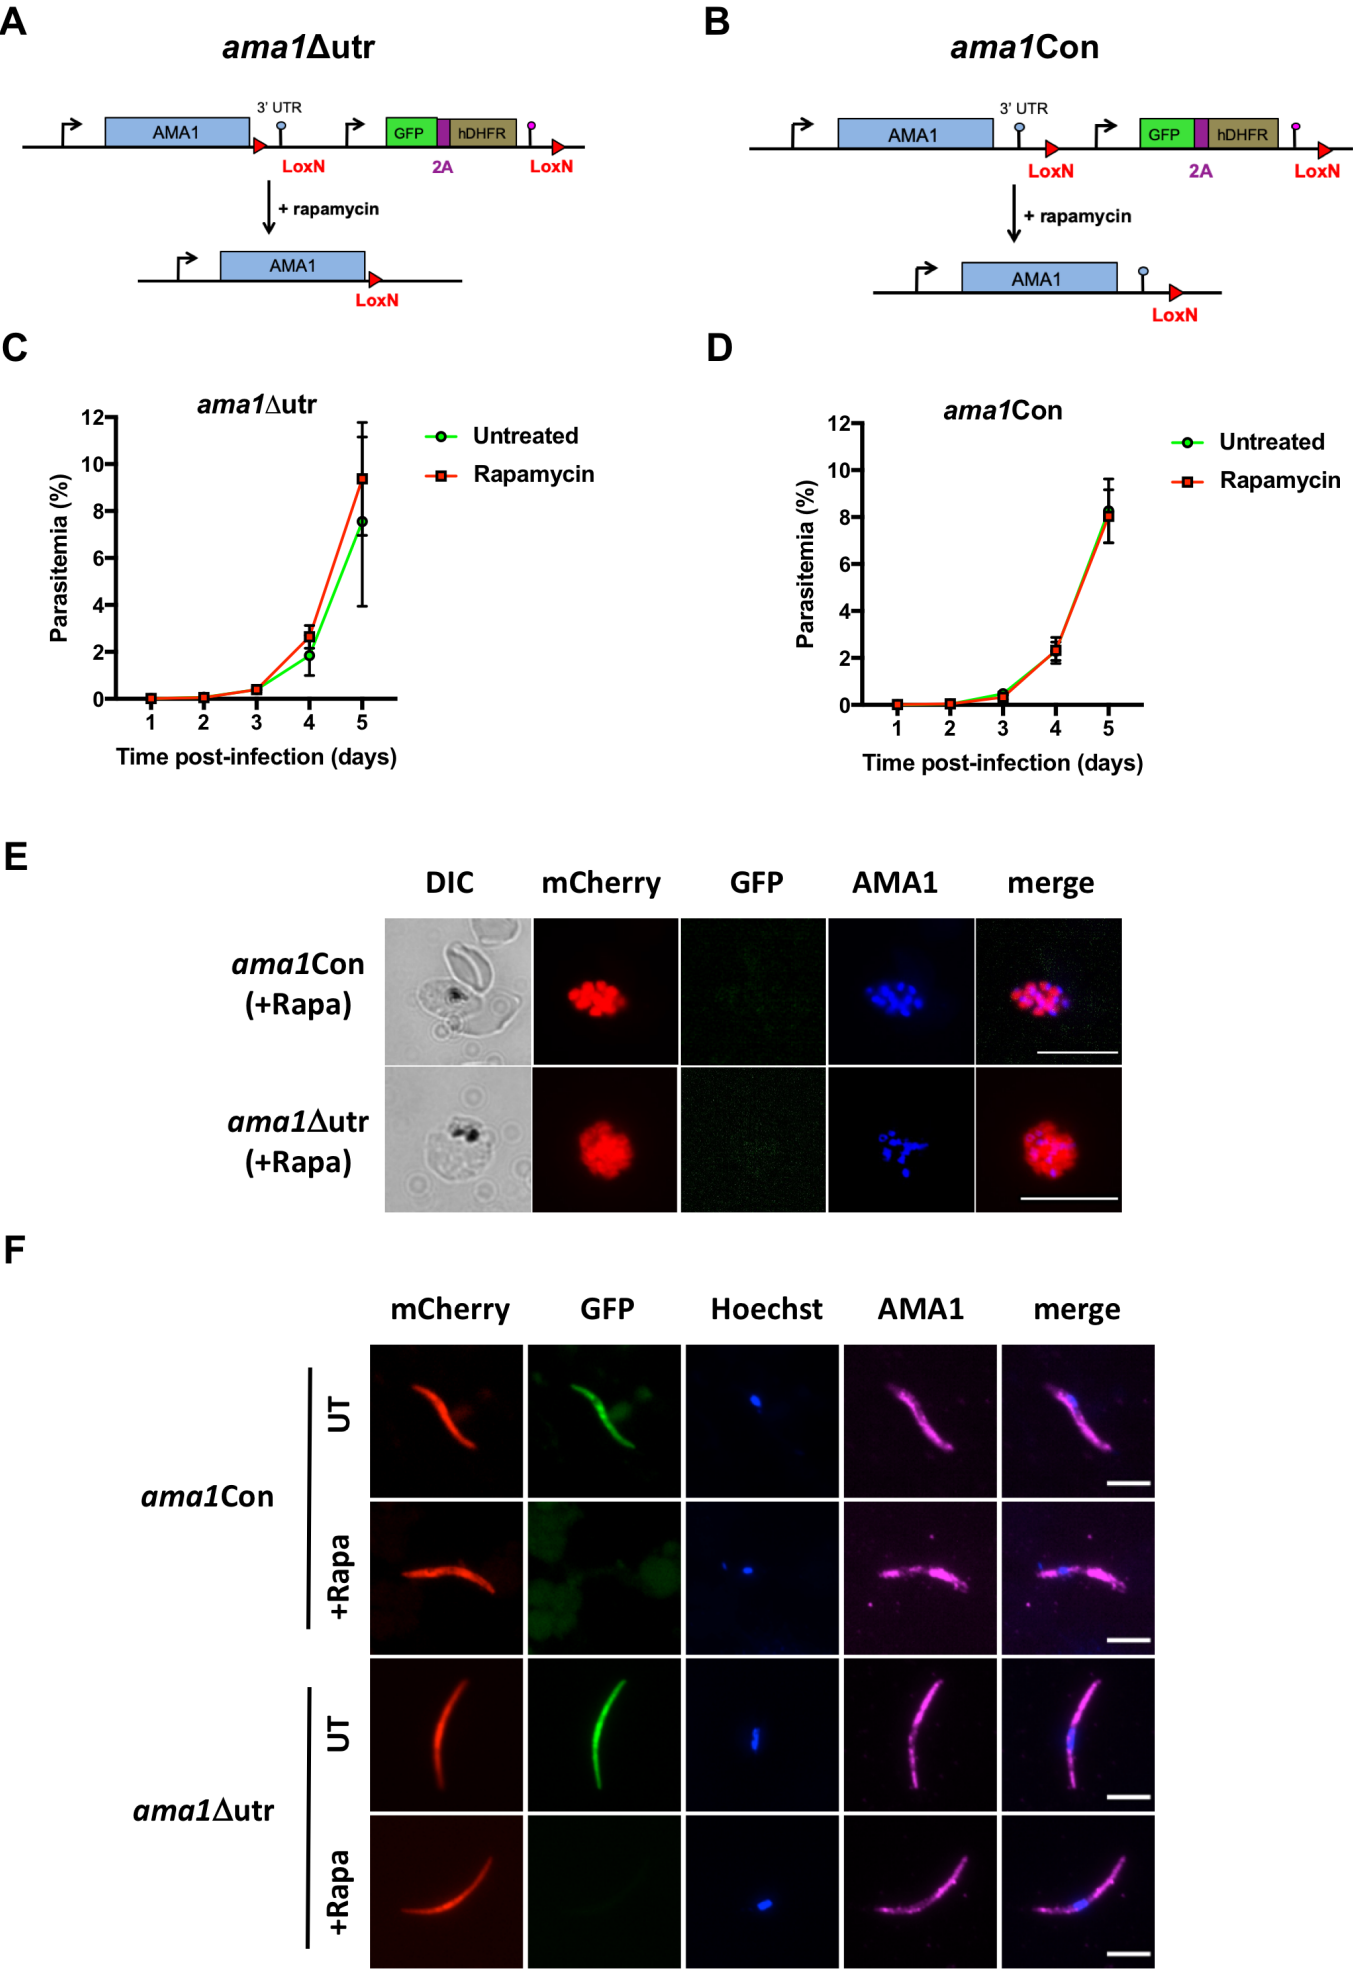 A
ama1Δutr
3' UTR
AMA1
GFP
hDHFR
LoxN
2A
LoxN
+ rapamycin
AMA1
LoxN
B
ama1Con
3' UTR
AMA1
GFP
hDHFR
LoxN
2A
LoxN
+ rapamycin
AMA1
LoxN
C
ama1Δutr
Untreated
Rapamycin
Parasitemia (%)
12
10
8
6
4
2
0
1 2 3 4 5
Time post-infection (days)
D
ama1Con
Untreated
Rapamycin
Parasitemia (%)
12
10
8
6
4
2
0
1 2 3 4 5
Time post-infection (days)
E
DIC mCherry GFP AMA1 merge
ama1Con
(+Rapa)
ama1Δutr
(+Rapa)
F
mCherry GFP Hoechst AMA1 merge
ama1Con
UT
+Rapa
ama1Δutr
UT
+Rapa